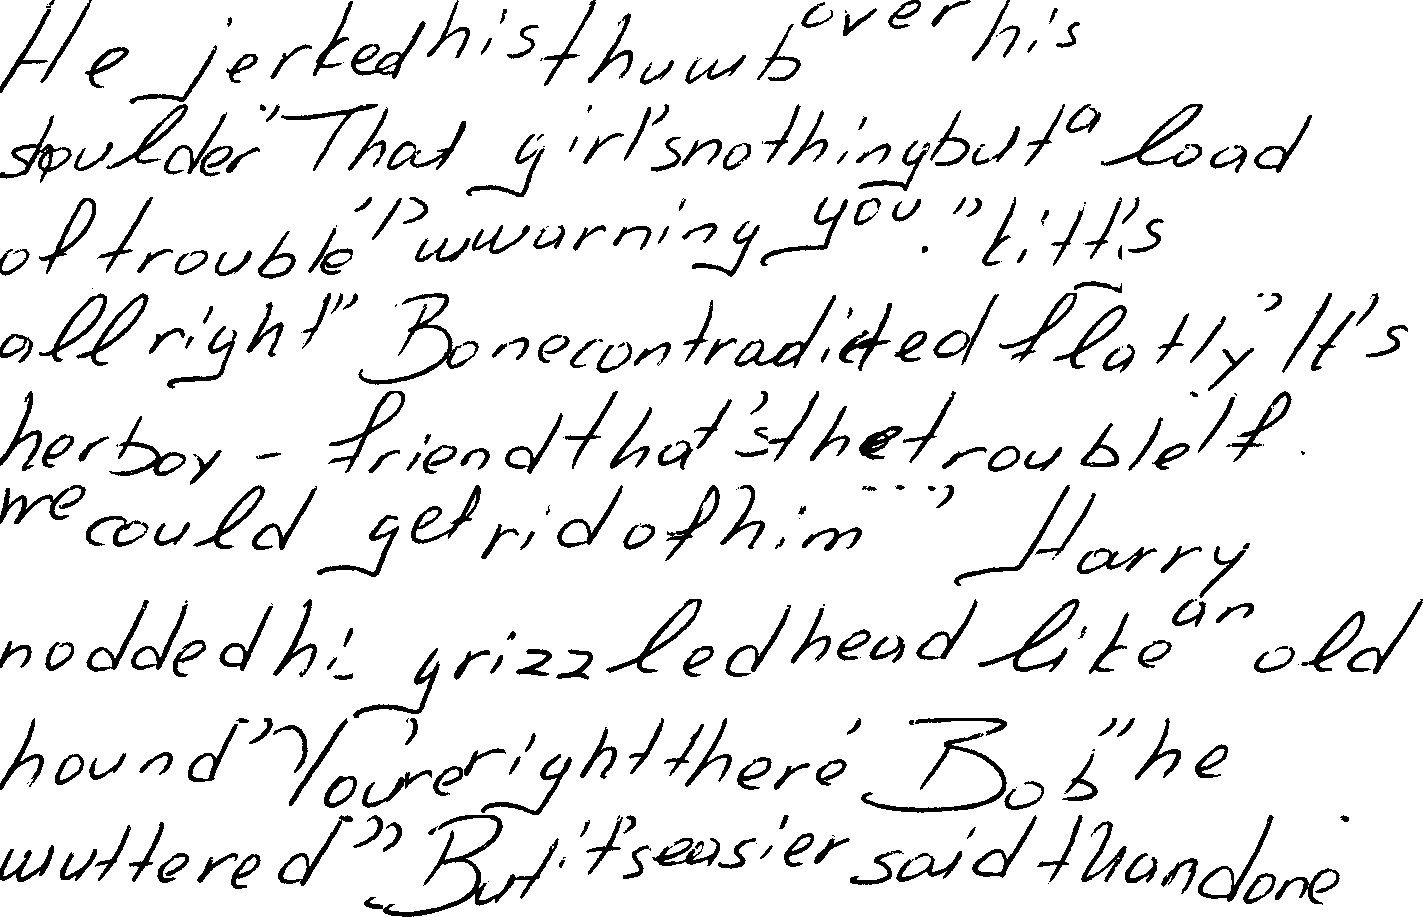 He jerked his thumb over his
shoulder "That girl's nothing but a load
of trouble' I' warning you. "Litt's
all right" Bone contradicted flatly" It's
her boy-friend that's the trouble If
we could get rid of him ..." Harry
nodded his grizzled head like an old
hound "You're right there' Bob" he
muttered" But it's easier said than done.